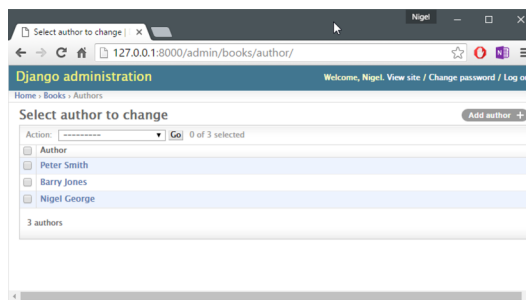 Nigel
Select author to change |
127.0.0.1:8000/admin/books/author/
Django administration
Welcome, Nigel. View site / Change password / Log o
Home › Books › Authors
Select author to change
Add author +
Action: --------- Go 0 of 3 selected
Author
Peter Smith
Barry Jones
Nigel George
3 authors